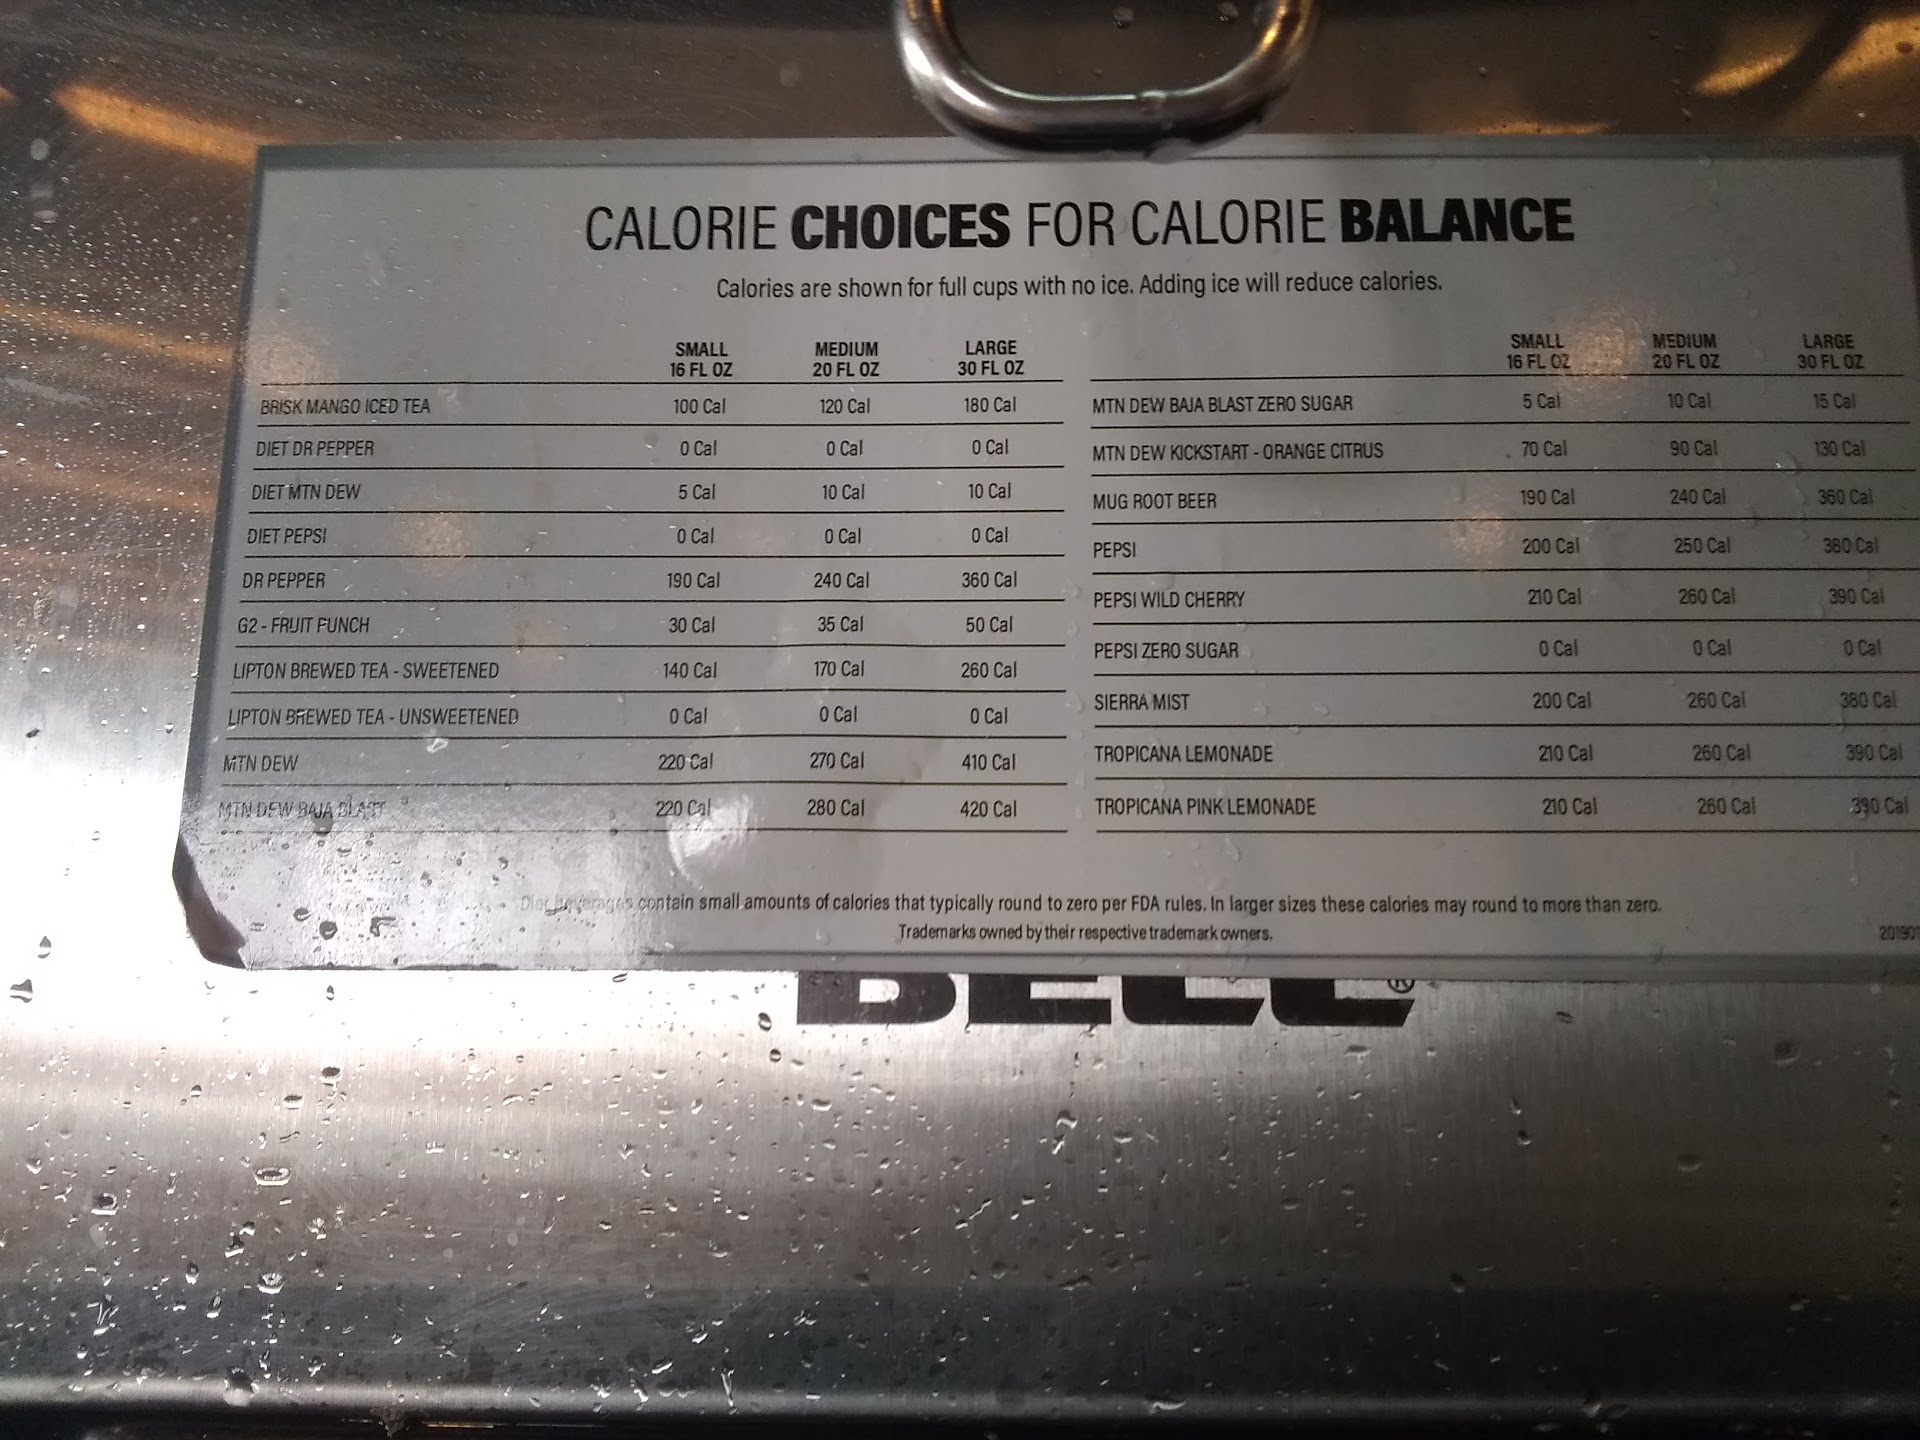 CALORIE CHOICES FOR CALORIE BALANCE
Calories are shown for full cups with no ice. Adding ice will reduce calories.
SMALL MEDIUM LARGE
16 FL OZ 20 FL OZ 30 FL OZ
BRISK MANGO ICED TEA 100 Cal 120 Cal 180 Cal
DIET DR PEPPER 0 Cal 0 Cal 0 Cal
DIET MTN DEW 5 Cal 10 Cal 10 Cal
DIET PEPSI 0 Cal 0 Cal 0 Cal
DR PEPPER 190 Cal 240 Cal 360 Cal
G2 - FRUIT PUNCH 30 Cal 35 Cal 50 Cal
LIPTON BREWED TEA - SWEETENED 140 Cal 170 Cal 260 Cal
LIPTON BREWED TEA - UNSWEETENED 0 Cal 0 Cal 0 Cal
MTN DEW 220 Cal 270 Cal 410 Cal
MTN DEW BAJA BLAST 220 Cal 280 Cal 420 Cal
SMALL MEDIUM LARGE
16 FL OZ 20 FL OZ 30 FL OZ
MTN DEW BAJA BLAST ZERO SUGAR 5 Cal 10 Cal 15 Cal
MTN DEW KICKSTART - ORANGE CITRUS 70 Cal 90 Cal 130 Cal
MUG ROOT BEER 190 Cal 240 Cal 360 Cal
PEPSI 200 Cal 250 Cal 380 Cal
PEPSI WILD CHERRY 210 Cal 260 Cal 390 Cal
PEPSI ZERO SUGAR 0 Cal 0 Cal 0 Cal
SIERRA MIST 200 Cal 260 Cal 380 Cal
TROPICANA LEMONADE 210 Cal 260 Cal 390 Cal
TROPICANA PINK LEMONADE 210 Cal 260 Cal 390 Cal
Diet beverages contain small amounts of calories that typically round to zero per FDA rules. In larger sizes these calories may round to more than zero.
Trademarks owned by their respective trademark owners.
201901
BELL®